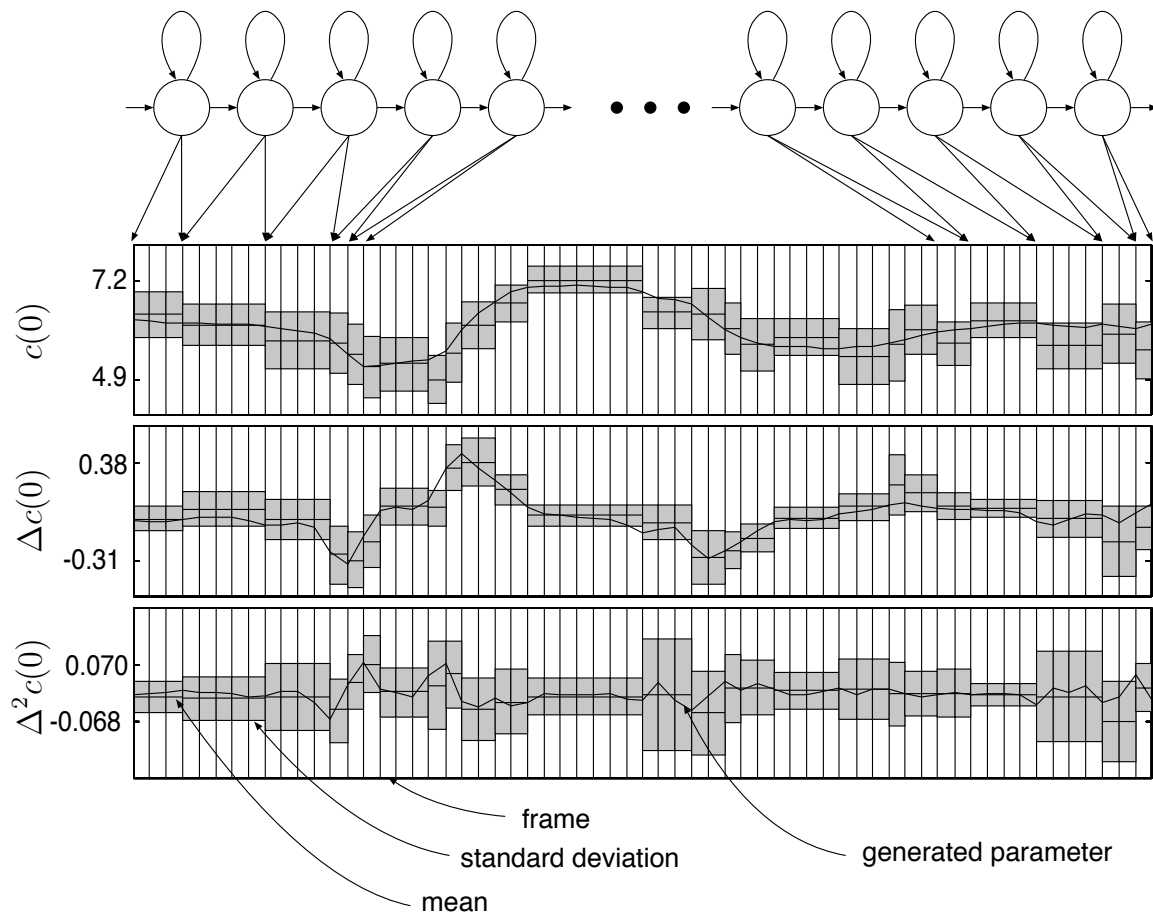 c(0)
7.2
4.9
Δc(0)
0.38
-0.31
Δ²c(0)
0.070
-0.068
frame
standard deviation
generated parameter
mean